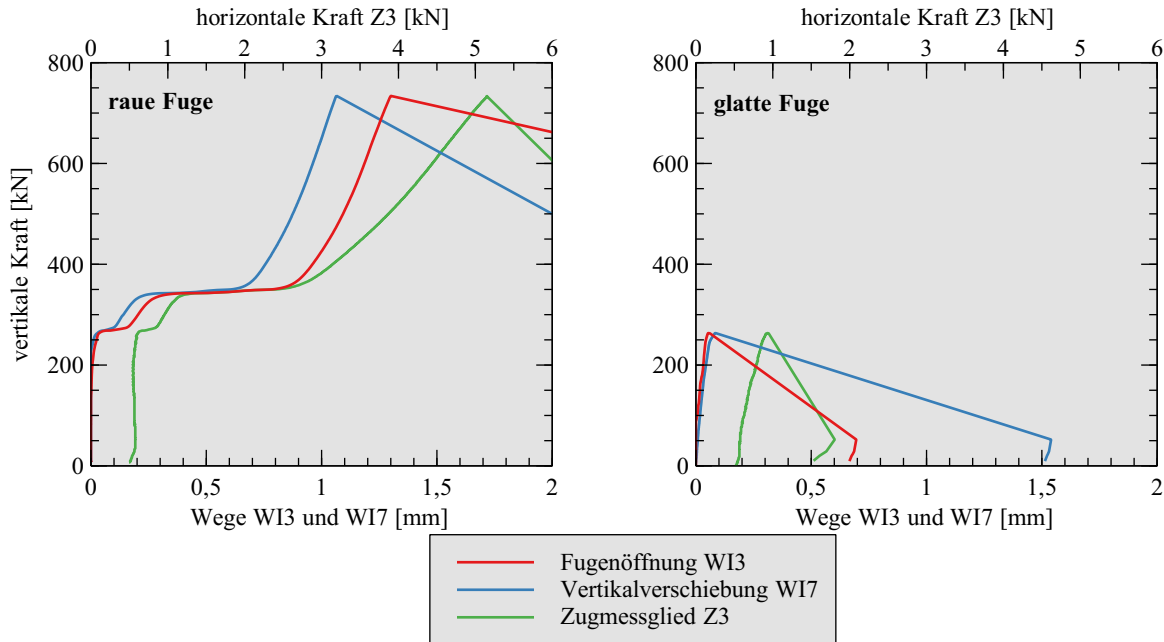 horizontale Kraft Z3 [kN]
0 1 2 3 4 5 6
800
600
400
200
0
vertikale Kraft [kN]
raue Fuge
0 0,5 1 1,5 2
Wege WI3 und WI7 [mm]
horizontale Kraft Z3 [kN]
0 1 2 3 4 5 6
800
600
400
200
0
glatte Fuge
0 0,5 1 1,5 2
Wege WI3 und WI7 [mm]
Fugenöffnung WI3
Vertikalverschiebung WI7
Zugmessglied Z3